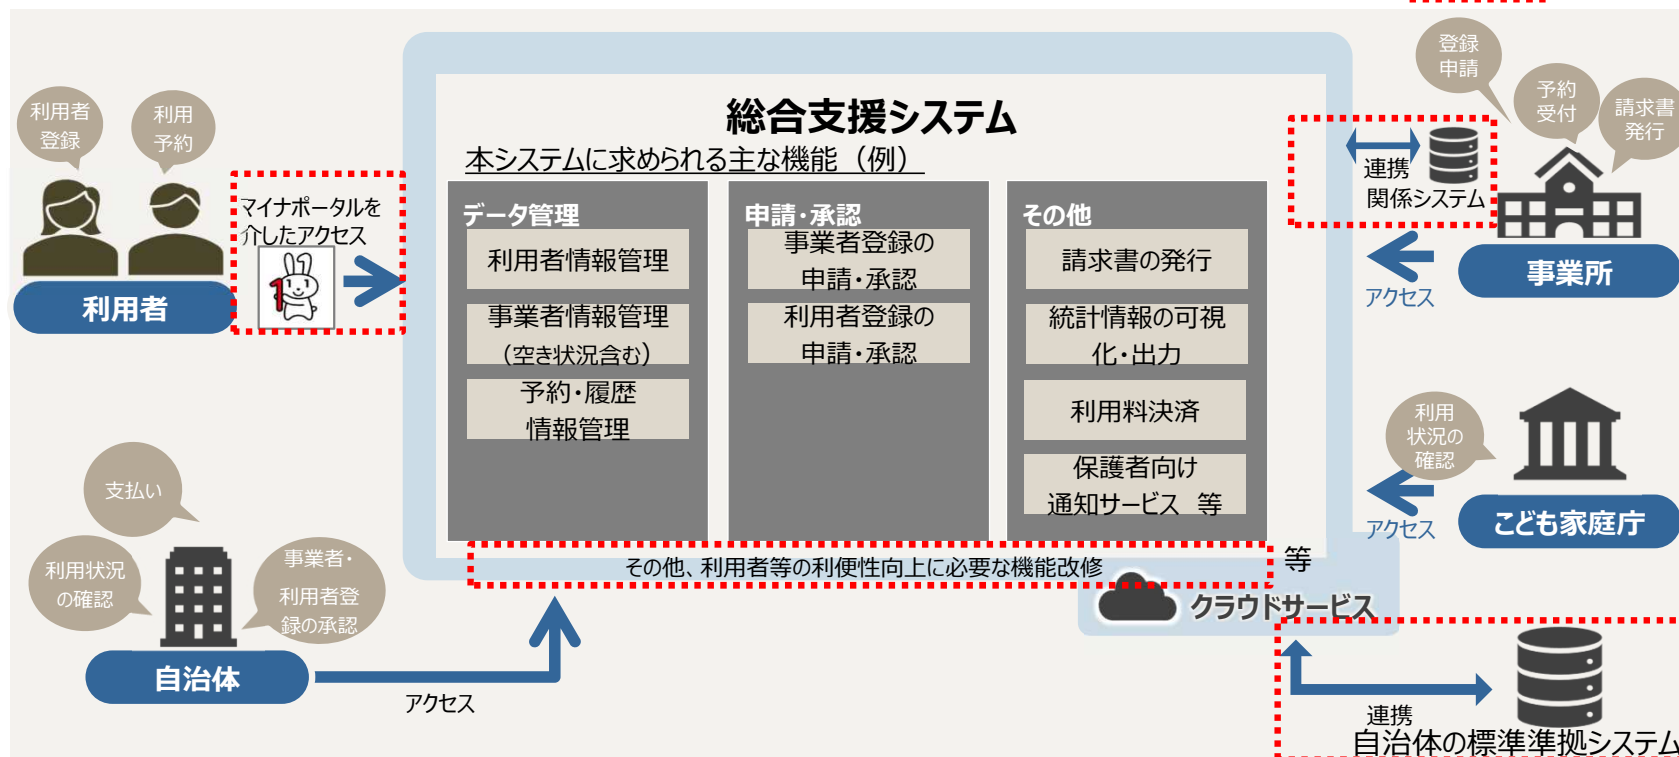 総合支援システム
本システムに求められる主な機能（例）
データ管理
利用者情報管理
事業者情報管理
（空き状況含む）
予約・履歴
情報管理
申請・承認
事業者登録の
申請・承認
利用者登録の
申請・承認
その他
請求書の発行
統計情報の可視
化・出力
利用料決済
保護者向け
通知サービス　等
その他、利用者等の利便性向上に必要な機能改修
等
クラウドサービス
利用者
登録
利用
予約
マイナポータルを
介したアクセス
1
利用者
支払い
利用状況
の確認
事業者・
利用者登
録の承認
自治体
アクセス
登録
申請
予約
受付
請求書
発行
連携
関係システム
アクセス
事業所
利用
状況の
確認
アクセス
こども家庭庁
連携
自治体の標準準拠システム